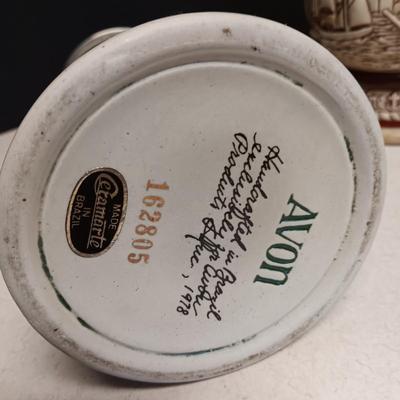 AVON
Handcrafted in Brazil
exclusively for Avon
Products, Inc., 1978
162805
MADE
IN
BRAZIL
Ceramarte